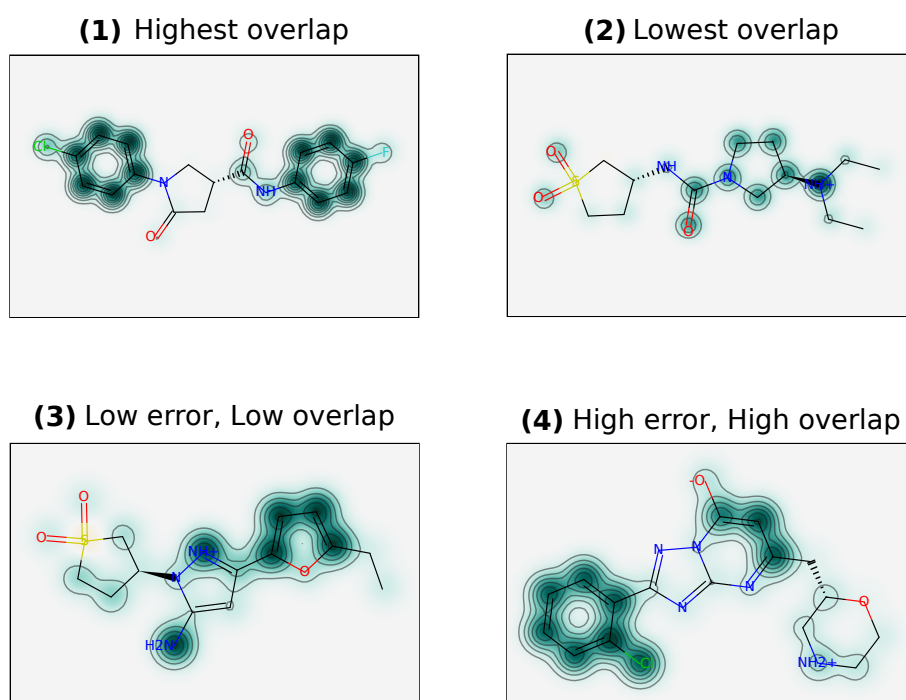 (1) Highest overlap
(2) Lowest overlap
Cl
O
F
N
NH
O
O
O
S
NH
N
NH+
O
(3) Low error, Low overlap
(4) High error, High overlap
O
O
S
NH+
N
O
H2N
-O
N
N
N
N
O
Cl
NH2+